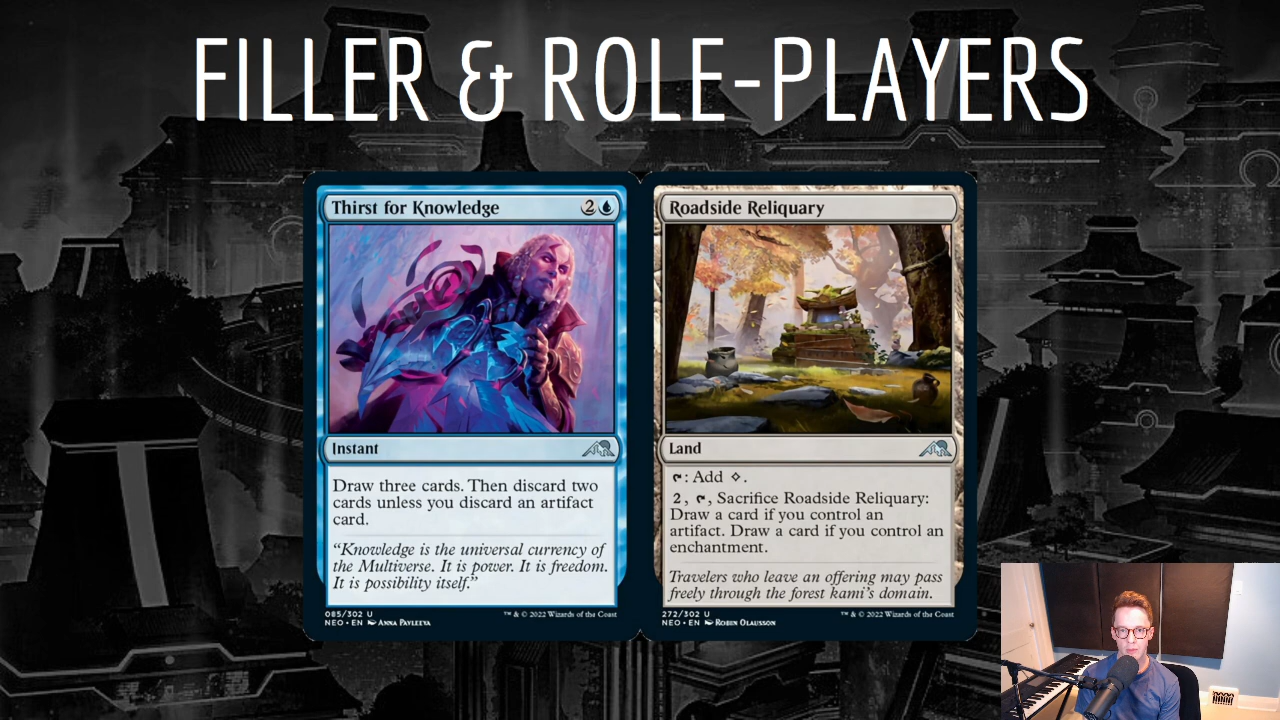 FILLER & ROLE-PLAYERS
Thirst for Knowledge 2
Instant
Draw three cards. Then discard two
cards unless you discard an artifact
card.
“Knowledge is the universal currency of
the Multiverse. It is power. It is freedom.
It is possibility itself.”
085/302 U
NEO • EN Anna Pavleeva
™ & © 2022 Wizards of the Coast
Roadside Reliquary
Land
: Add .
2, , Sacrifice Roadside Reliquary:
Draw a card if you control an
artifact. Draw a card if you control an
enchantment.
Travelers who leave an offering may pass
freely through the forest kami’s domain.
272/302 U
NEO • EN Robin Olausson
™ & © 2022 Wizards of the Coast